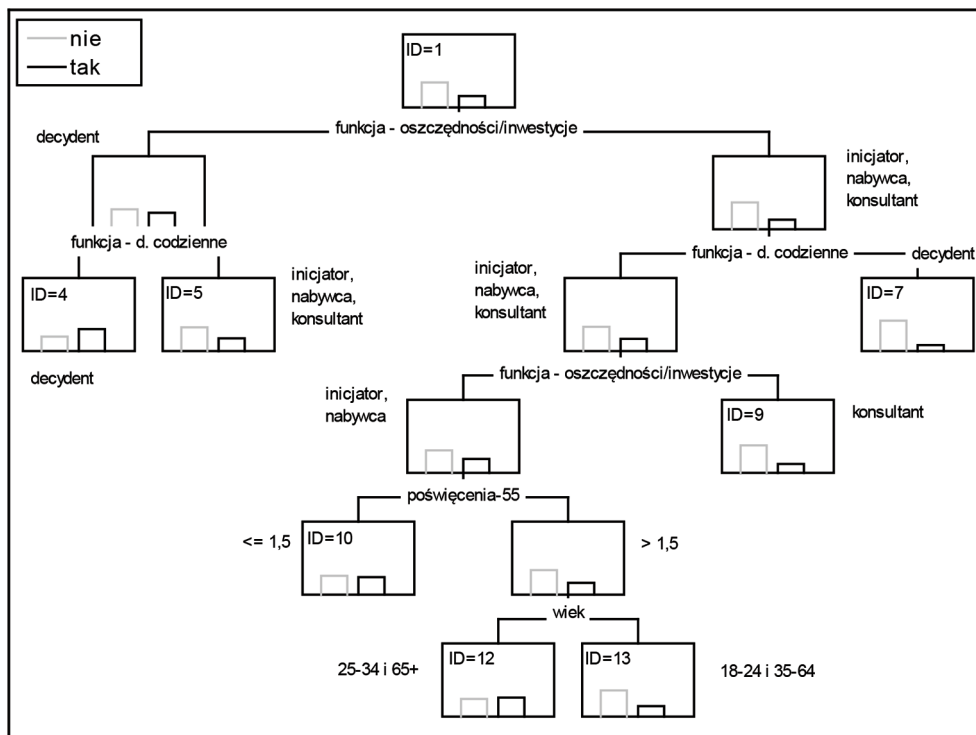 nie
tak
ID=1
funkcja - oszczędności/inwestycje
decydent
inicjator,
nabywca,
konsultant
funkcja - d. codzienne
funkcja - d. codzienne
decydent
ID=4
ID=5
inicjator,
nabywca,
konsultant
inicjator,
nabywca,
konsultant
ID=7
decydent
funkcja - oszczędności/inwestycje
inicjator,
nabywca
ID=9
konsultant
poświęcenia-55
<= 1,5
ID=10
> 1,5
wiek
25-34 i 65+
ID=12
ID=13
18-24 i 35-64